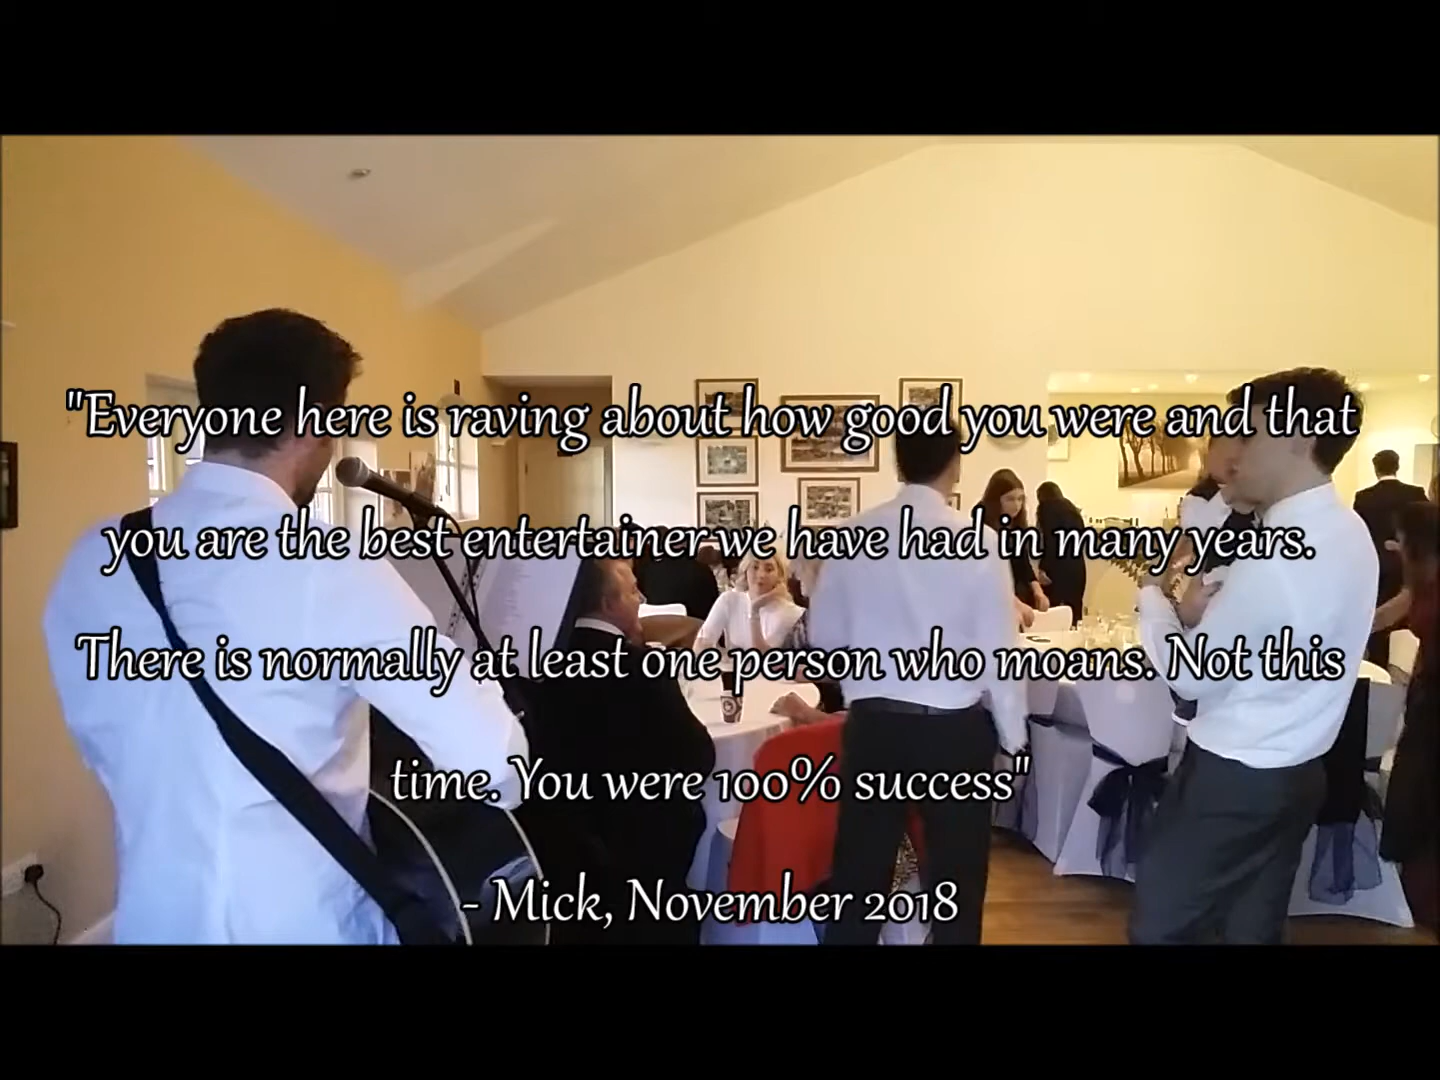 "Everyone here is raving about how good you were and that
you are the best entertainer we have had in many years.
There is normally at least one person who moans. Not this
time. You were 100% success"
- Mick, November 2018